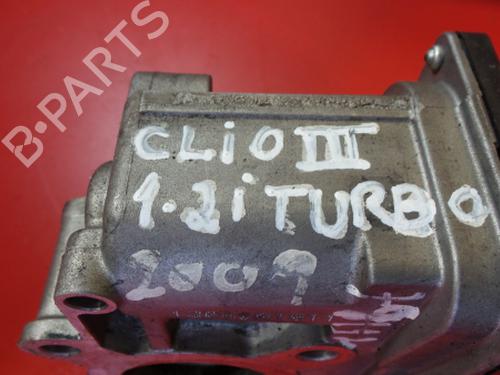 B-PARTS
CLiO III
1.2i TURBO
2009